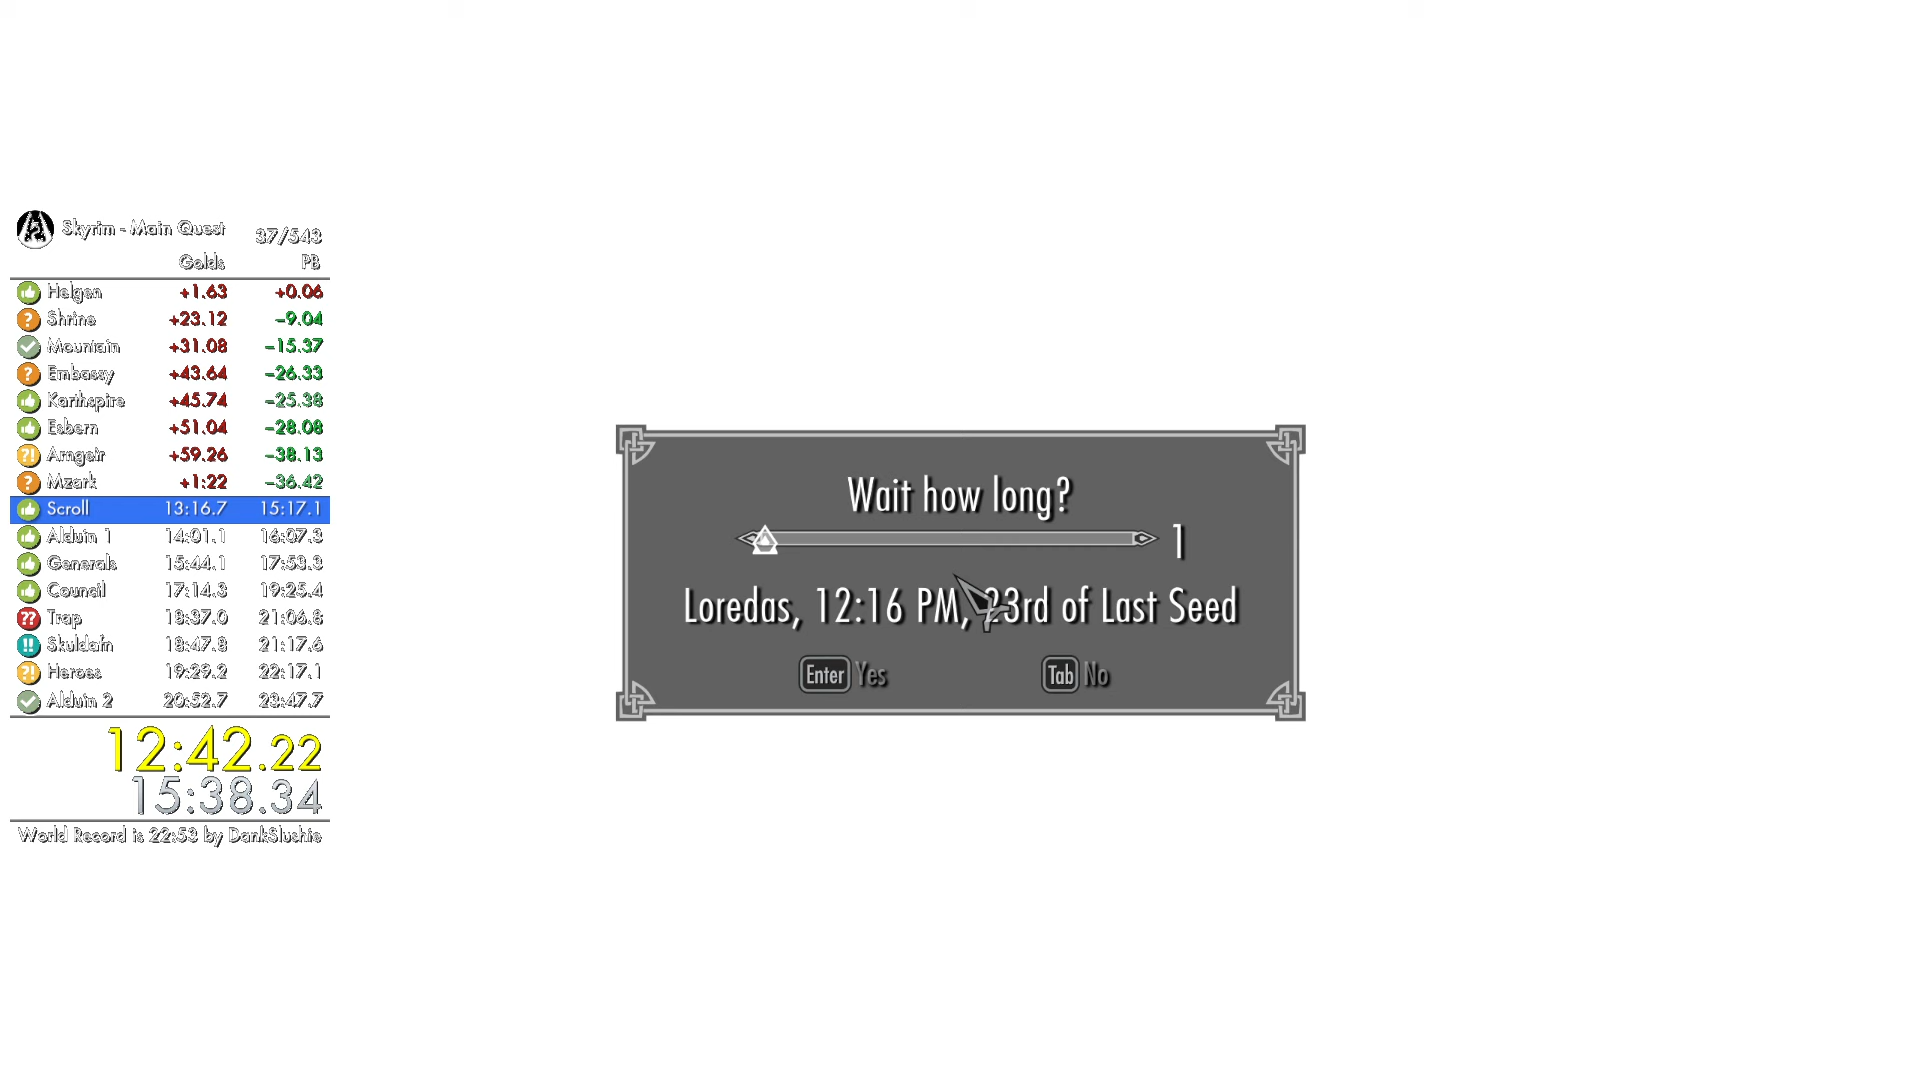 Skyrim - Main Quest 37/543
Golds PB
Helgen +1.63 +0.06
? Shrine +23.12 -9.04
Mountain +31.08 -15.37
? Embassy +43.64 -26.33
Karthspire +45.74 -25.38
Esbern +51.04 -28.08
?! Arngeir +59.26 -38.13
? Mzark +1:22 -36.42
Scroll 13:16.7 15:17.1
Alduin 1 14:01.1 16:07.3
Generals 15:44.1 17:53.3
Council 17:14.3 19:25.4
?? Trap 18:37.0 21:06.8
!! Skuldafn 18:47.8 21:17.6
?! Heroes 19:29.2 22:17.1
Alduin 2 20:52.7 23:47.7
12:42.22
15:38.34
World Record is 22:53 by DankSlushie
Wait how long?
1
Loredas, 12:16 PM, 23rd of Last Seed
Enter Yes Tab No